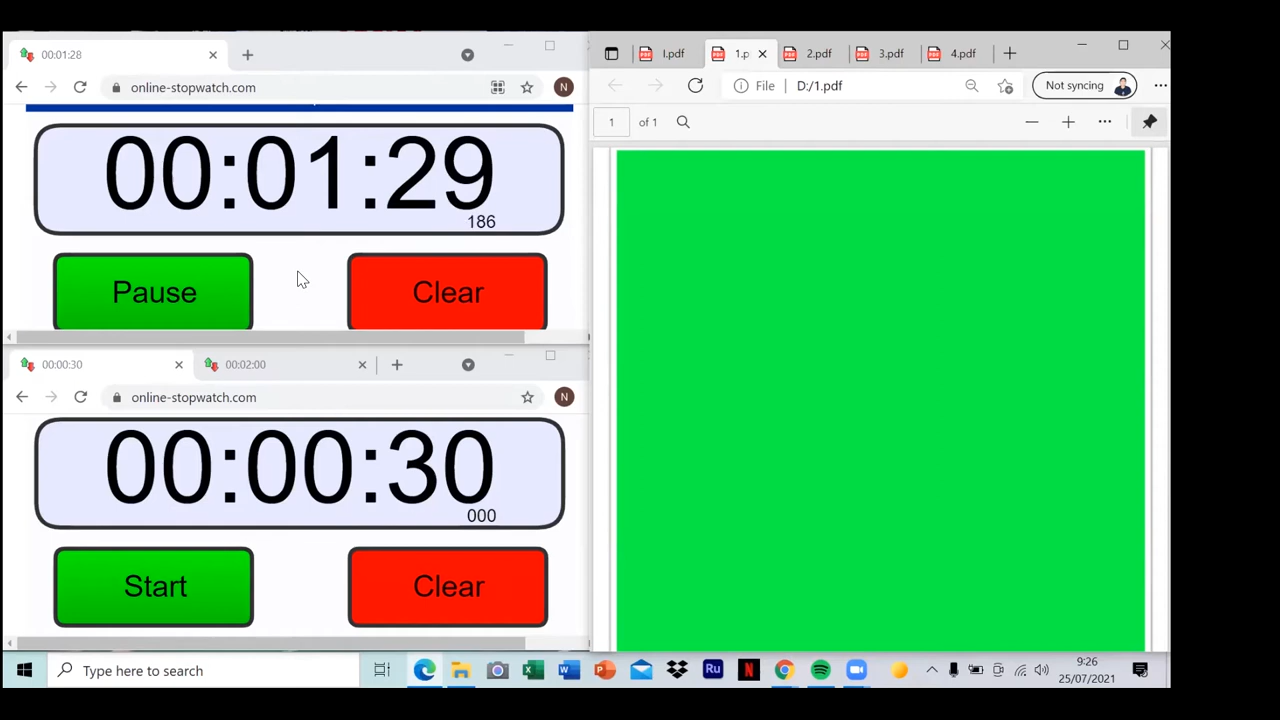 00:01:28
online-stopwatch.com
N
00:01:29
186
Pause
Clear
00:00:30
00:02:00
online-stopwatch.com
N
00:00:30
000
Start
Clear
I.pdf
1.p
2.pdf
3.pdf
4.pdf
File
D:/1.pdf
Not syncing
1
of 1
Type here to search
Ru
N
9:26
25/07/2021